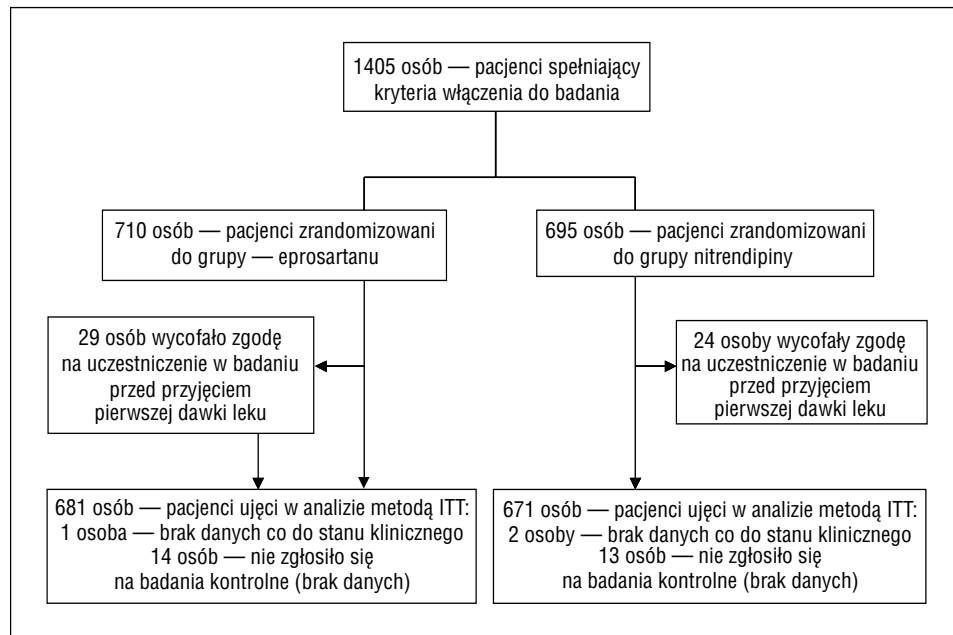 1405 osób — pacjenci spełniający
kryteria włączenia do badania
710 osób — pacjenci zrandomizowani
do grupy — eprosartanu
695 osób — pacjenci zrandomizowani
do grupy nitrendipiny
29 osób wycofało zgodę
na uczestniczenie w badaniu
przed przyjęciem
pierwszej dawki leku
24 osoby wycofały zgodę
na uczestniczenie w badaniu
przed przyjęciem
pierwszej dawki leku
681 osób — pacjenci ujęci w analizie metodą ITT:
1 osoba — brak danych co do stanu klinicznego
14 osób — nie zgłosiło się
na badania kontrolne (brak danych)
671 osób — pacjenci ujęci w analizie metodą ITT:
2 osoby — brak danych co do stanu klinicznego
13 osób — nie zgłosiło się
na badania kontrolne (brak danych)